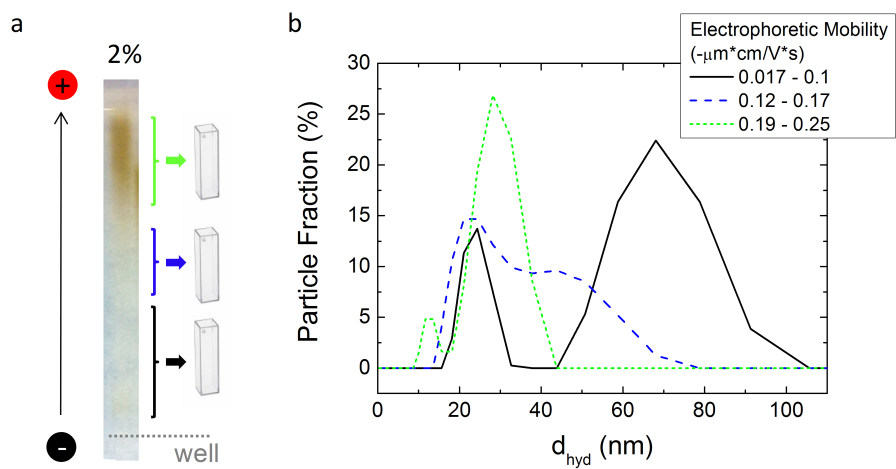 a
2%
+
-
well
b
Electrophoretic Mobility
(-μm*cm/V*s)
0.017 - 0.1
0.12 - 0.17
0.19 - 0.25
Particle Fraction (%)
30
25
20
15
10
5
0
0 20 40 60 80 100
d_hyd (nm)